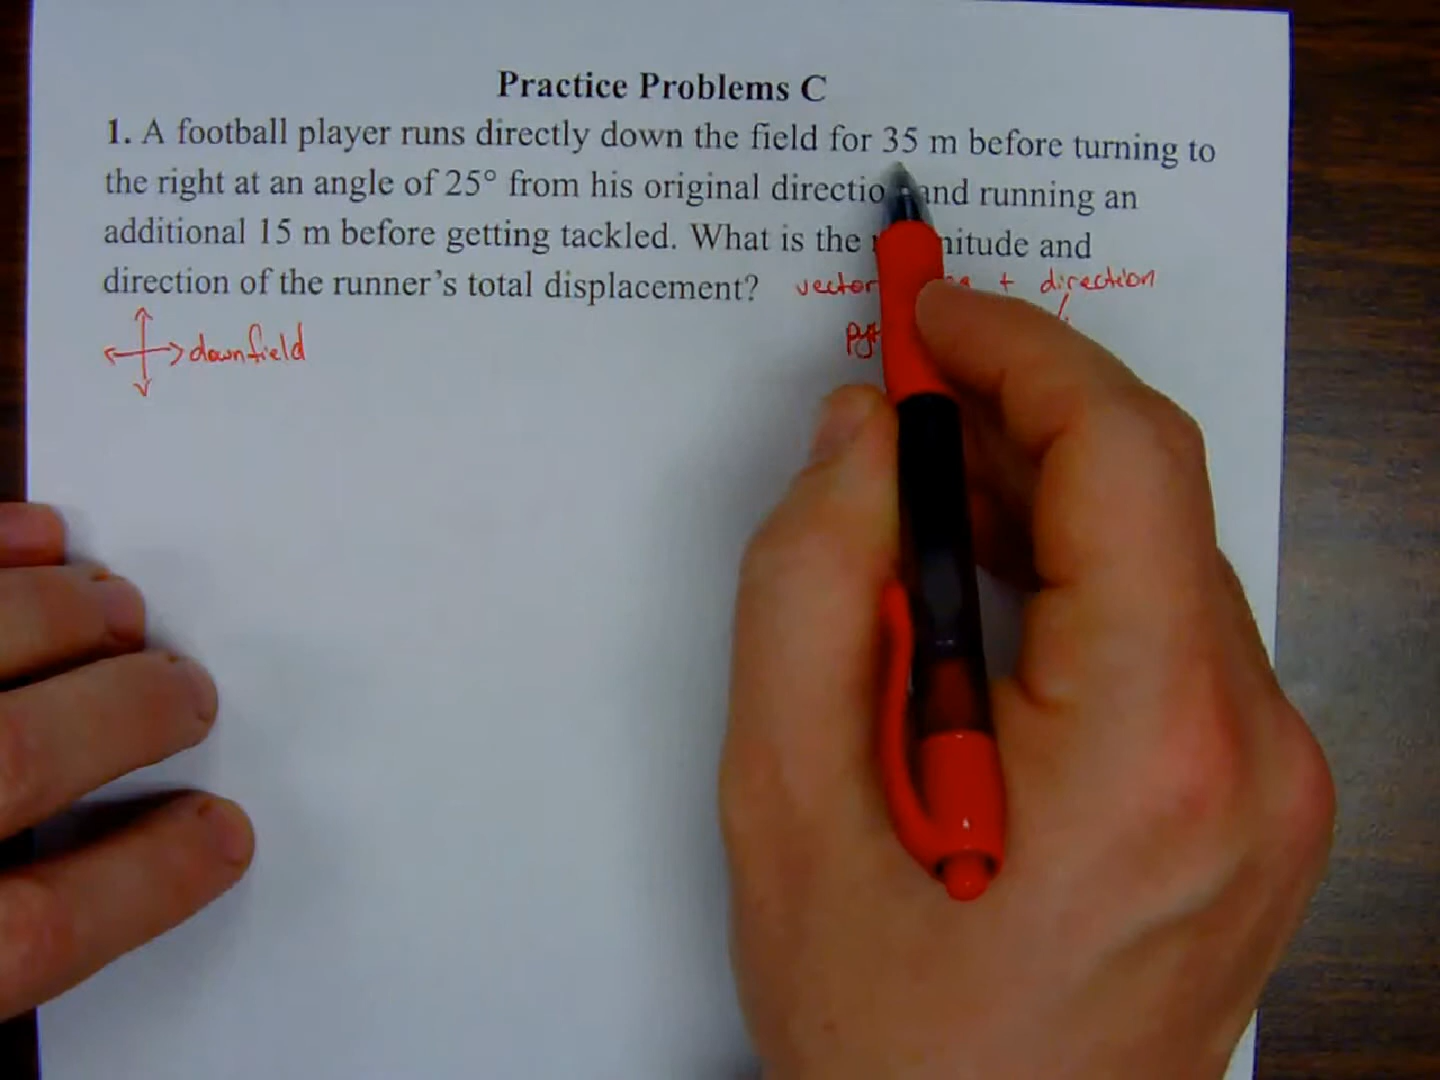 Practice Problems C
1. A football player runs directly down the field for 35 m before turning to
the right at an angle of 25° from his original directio and running an
additional 15 m before getting tackled. What is the and
direction of the runner's total displacement? vector + direction
downfield